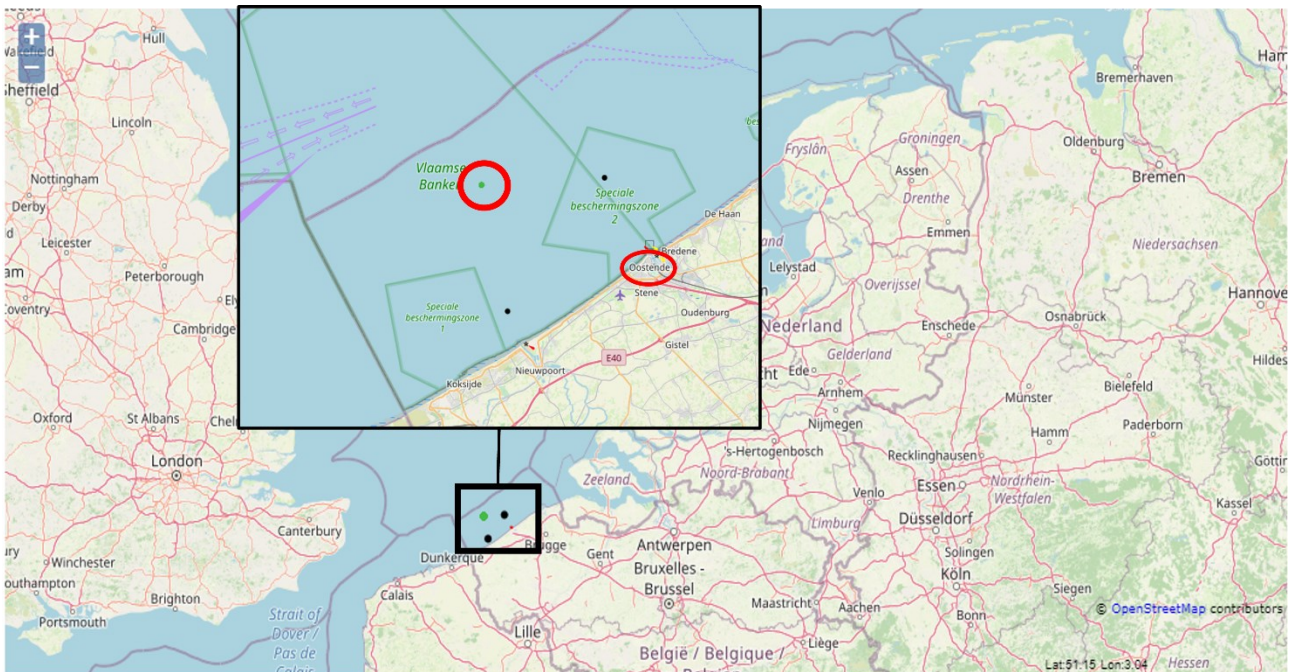 +
−
Hull
Lincoln
Nottingham
Derby
Leicester
Peterborough
Cambridge
Oxford
St Albans
London
Canterbury
Winchester
Brighton
Portsmouth
Strait of
Dover /
Pas de
Vlaamse
Speciale
beschermingszone
2
De Haan
Bredene
Oostende
Stene
Oudenburg
Speciale
beschermingszone
1
E40
Gistel
Nieuwpoort
Koksijde
Bremerhaven
Groningen
Oldenburg
Fryslân
Assen
Bremen
Drenthe
Emmen
Niedersachsen
Lelystad
Overijssel
Nederland
Enschede
Osnabrück
Gelderland
Ede
Arnhem
Münster
Bielefeld
Nijmegen
Hamm
Paderborn
's-Hertogenbosch
Recklinghausen
Noord-Brabant
Zeeland
Essen
Nordrhein-
Westfalen
Venlo
Kassel
Düsseldorf
Limburg
Brugge
Antwerpen
Gent
Bruxelles -
Brussel
Dunkerque
Calais
Solingen
Köln
Siegen
Maastricht
Aachen
Bonn
© OpenStreetMap contributors
Lille
Liège
België / Belgique /
Lat:51.15 Lon:3.04
Hessen